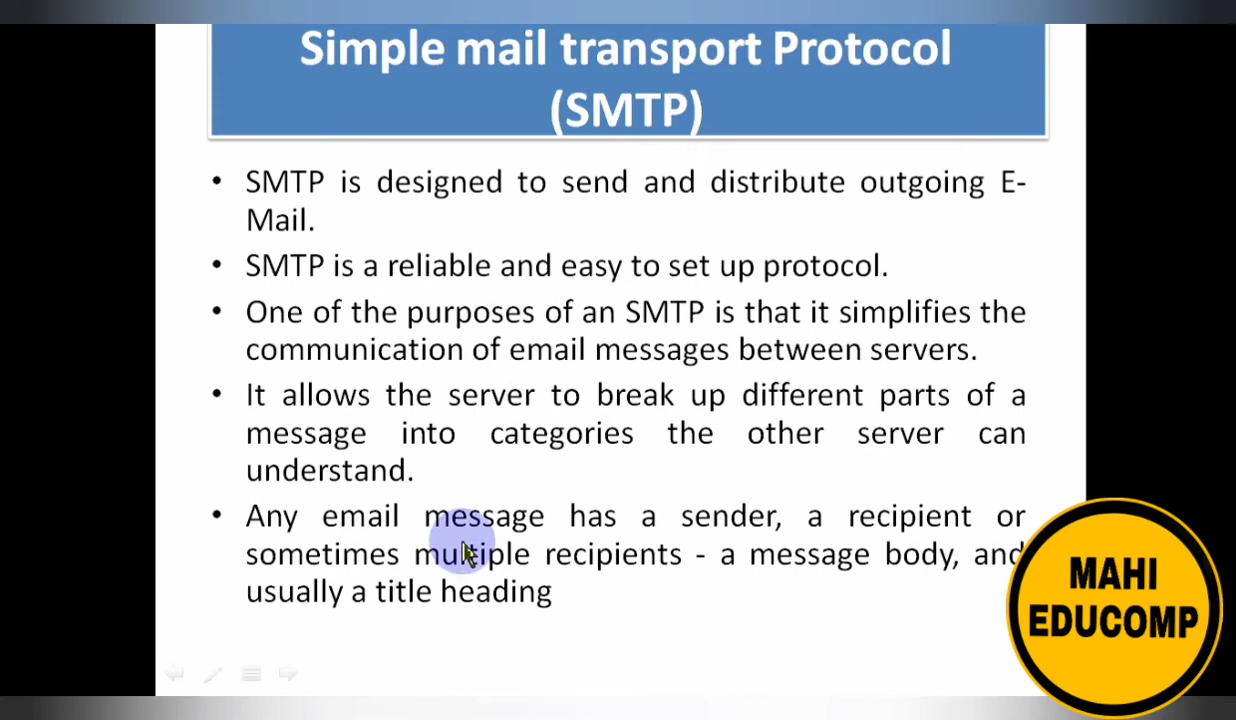 Simple mail transport Protocol
(SMTP)
• SMTP is designed to send and distribute outgoing E-
Mail.
• SMTP is a reliable and easy to set up protocol.
• One of the purposes of an SMTP is that it simplifies the
communication of email messages between servers.
• It allows the server to break up different parts of a
message into categories the other server can
understand.
• Any email message has a sender, a recipient or
sometimes multiple recipients - a message body, and
usually a title heading
MAHI
EDUCOMP